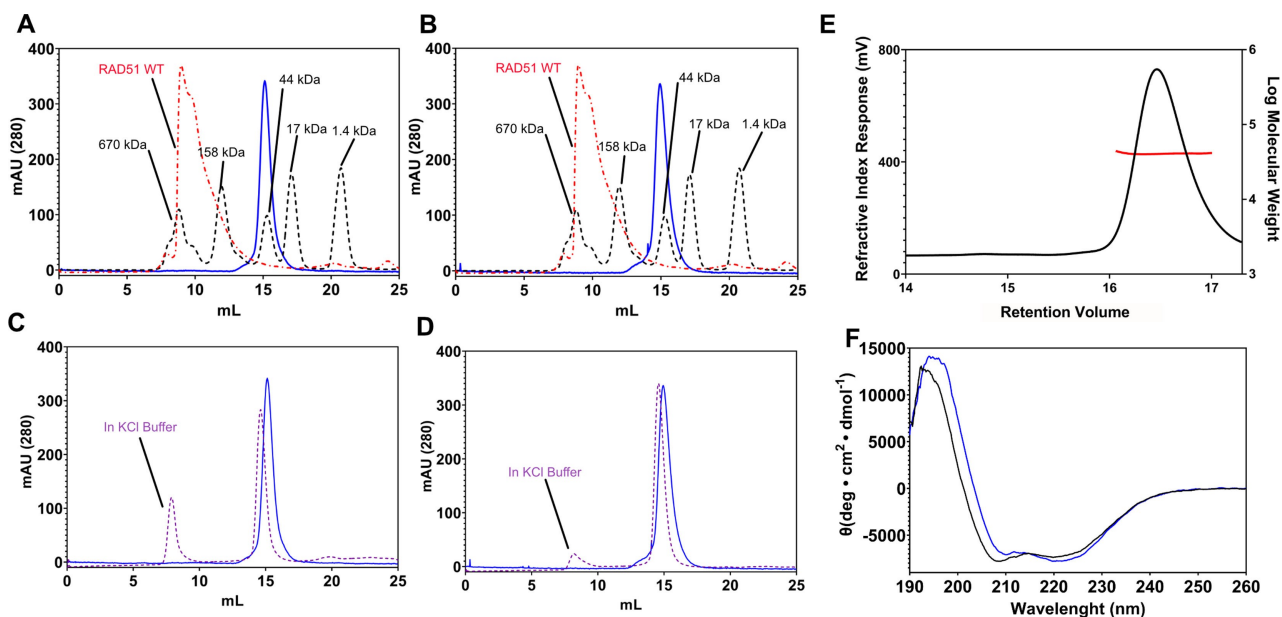 A
400
300
200
100
0
mAU (280)
RAD51 WT
670 kDa
158 kDa
44 kDa
17 kDa
1.4 kDa
0 5 10 15 20 25
mL
B
400
300
200
100
0
mAU (280)
RAD51 WT
670 kDa
158 kDa
44 kDa
17 kDa
1.4 kDa
0 5 10 15 20 25
mL
E
800
400
0
Refractive Index Response (mV)
6
5
4
3
Log Molecular Weight
14 15 16 17
Retention Volume
C
400
300
200
100
0
mAU (280)
In KCl Buffer
0 5 10 15 20 25
mL
D
400
300
200
100
0
mAU (280)
In KCl Buffer
0 5 10 15 20 25
mL
F
15000
10000
5000
0
-5000
θ(deg • cm² • dmol⁻¹)
190 200 210 220 230 240 250 260
Wavelenght (nm)